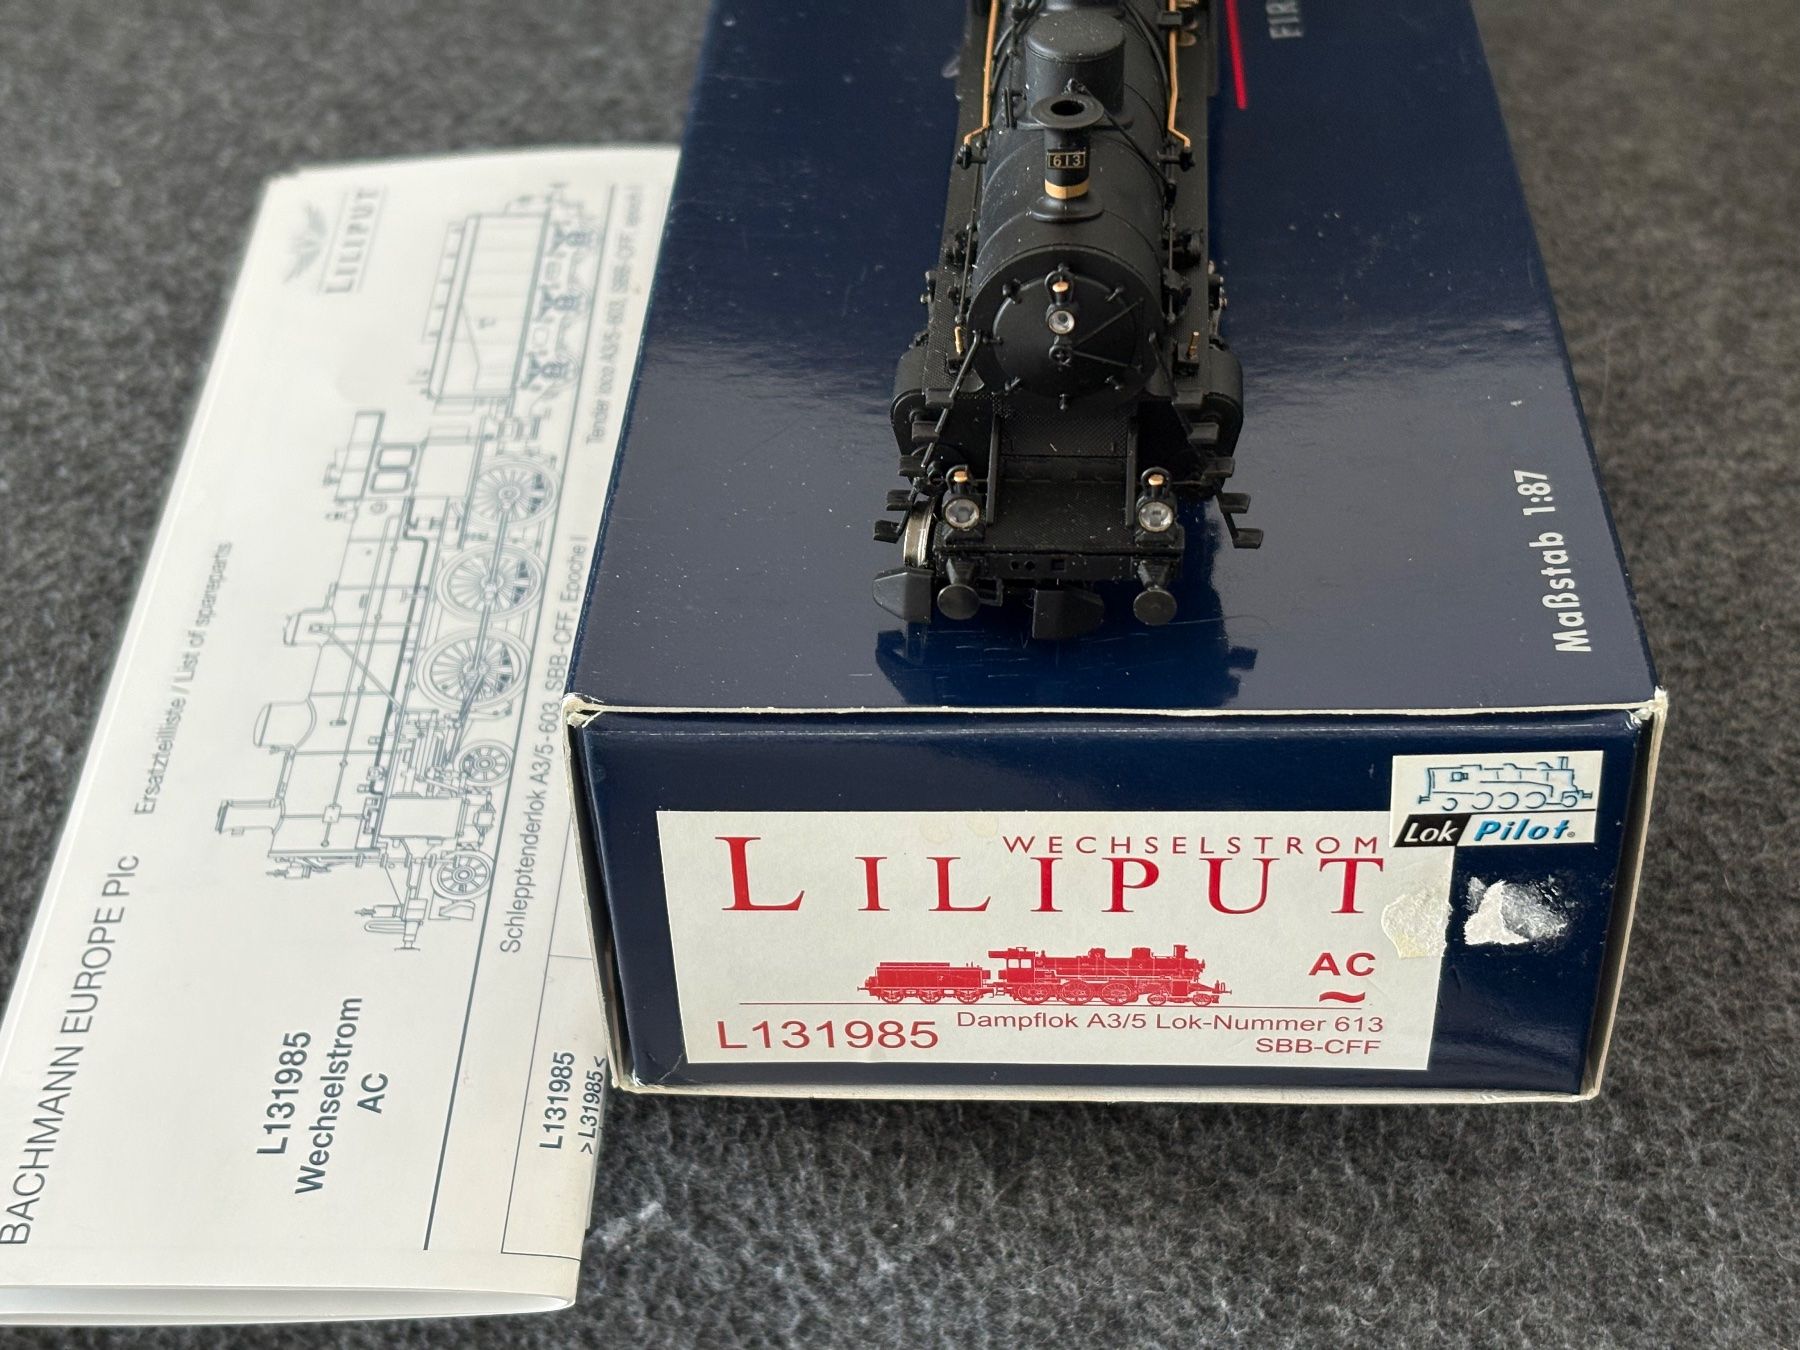 LILIPUT
Tender 000 A3/5 603, SBB-CFF epoch I
Schlepptenderlok A3/5-603, SBB-CFF, Epoche I
Ersatzteilliste / List of spareparts
BACHMANN EUROPE Plc
L131985
Wechselstrom
AC
L131985
>L31985<
613
Maßstab 1:87
Lok Pilot®
WECHSELSTROM
LILIPUT
AC
~
L131985
Dampflok A3/5 Lok-Nummer 613
SBB-CFF